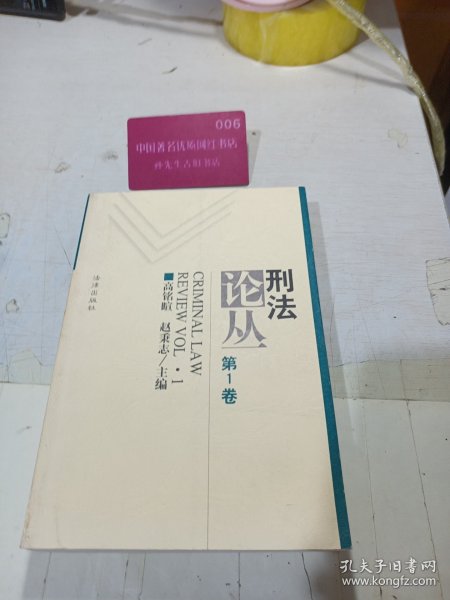 006
中国著名优质网红书店
孙先生古旧书店
刑法
论丛
第1卷
CRIMINAL LAW
REVIEW VOL·1
■高铭暄 赵秉志/主编
法律出版社
孔夫子旧书网
www.kongfz.com